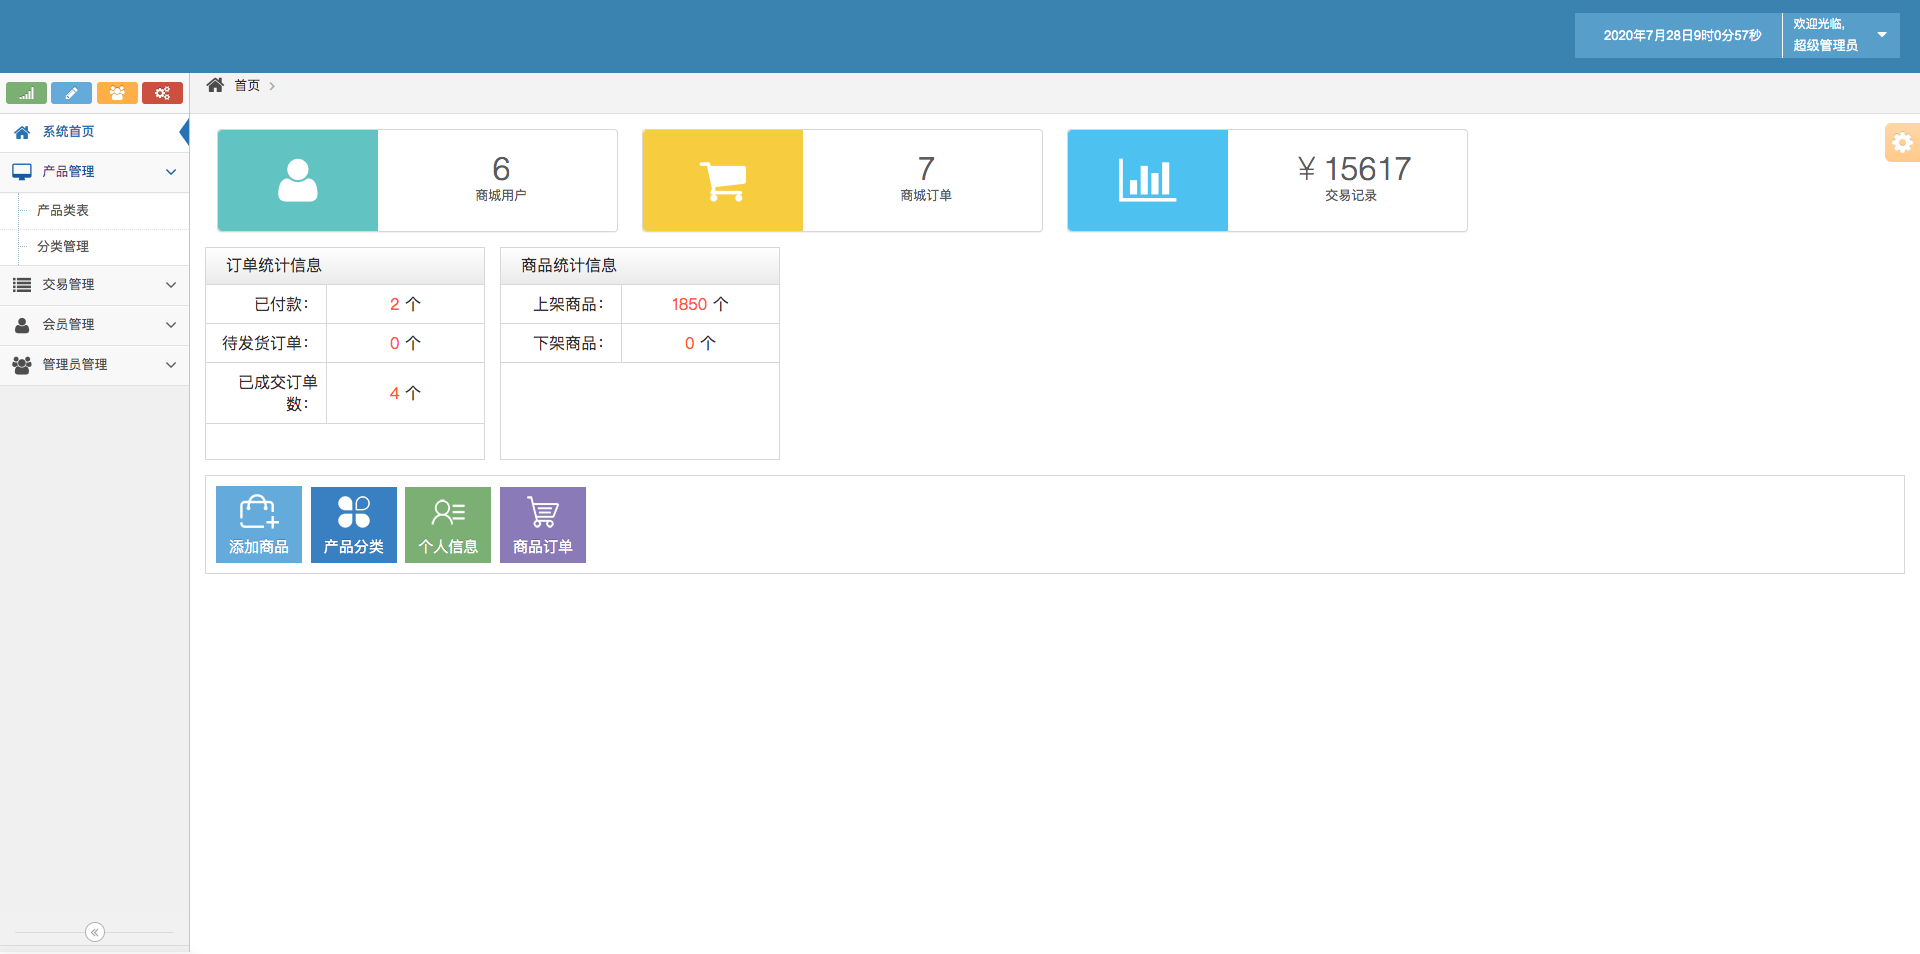 2020年7月28日9时0分57秒
欢迎光临,
超级管理员
首页
系统首页
产品管理
产品类表
分类管理
交易管理
会员管理
管理员管理
6
商城用户
7
商城订单
¥ 15617
交易记录
订单统计信息
已付款： 2 个
待发货订单： 0 个
已成交订单
数： 4 个
商品统计信息
上架商品： 1850 个
下架商品： 0 个
添加商品
产品分类
个人信息
商品订单